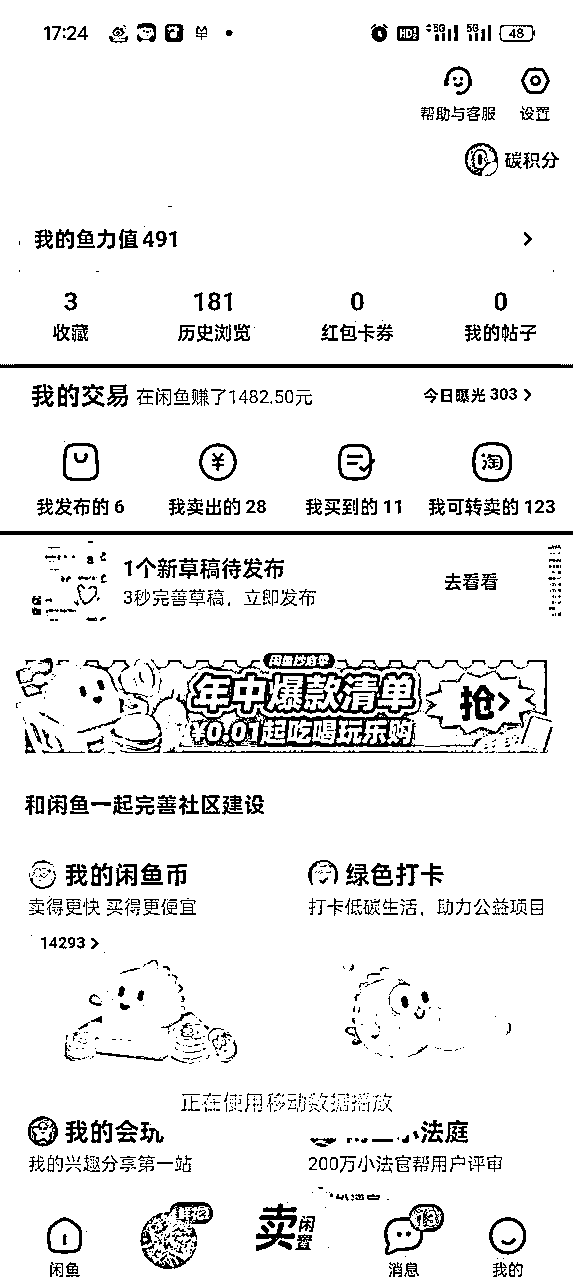 17:24 单 HD 5G 5G 48
帮助与客服 设置
碳积分
我的鱼力值 491
3 181 0 0
收藏 历史浏览 红包卡券 我的帖子
我的交易 在闲鱼赚了1482.50元 今日曝光 303
我发布的 6 我卖出的 28 我买到的 11 我可转卖的 123
淘
1个新草稿待发布
3秒完善草稿，立即发布
去看看
年中爆款清单
¥0.01起吃喝玩乐购
抢
和闲鱼一起完善社区建设
我的闲鱼币 绿色打卡
卖得更快 买得更便宜 打卡低碳生活，助力公益项目
14293
正在使用移动数据播放
我的会玩 小法庭
我的兴趣分享第一站 200万小法官帮用户评审
卖闲置
13
闲鱼 消息 我的